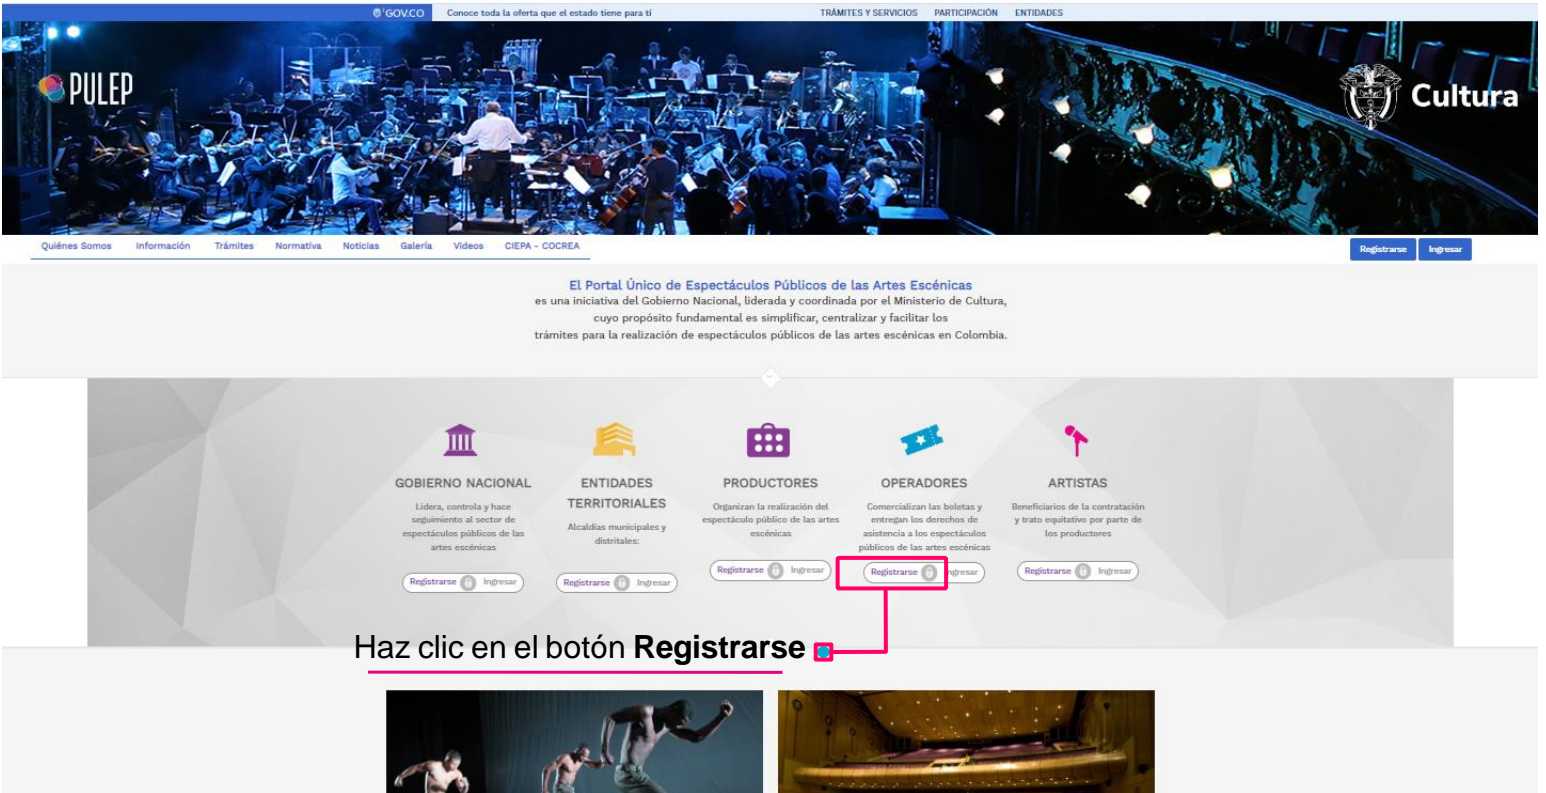 GOV.CO
Conoce toda la oferta que el estado tiene para ti
TRÁMITES Y SERVICIOS PARTICIPACIÓN ENTIDADES
PULEP
Cultura
Quiénes Somos Información Trámites Normativa Noticias Galería Videos CIEPA - COCREA
Registrarse Ingresar
El Portal Único de Espectáculos Públicos de las Artes Escénicas
es una iniciativa del Gobierno Nacional, liderada y coordinada por el Ministerio de Cultura,
cuyo propósito fundamental es simplificar, centralizar y facilitar los
trámites para la realización de espectáculos públicos de las artes escénicas en Colombia.
GOBIERNO NACIONAL
Lidera, controla y hace
seguimiento al sector de
espectáculos públicos de las
artes escénicas
Registrarse Ingresar
ENTIDADES
TERRITORIALES
Alcaldías municipales y
distritales:
Registrarse Ingresar
PRODUCTORES
Organizan la realización del
espectáculo público de las artes
escénicas
Registrarse Ingresar
OPERADORES
Comercializan las boletas y
entregan los derechos de
asistencia a los espectáculos
públicos de las artes escénicas
Registrarse Ingresar
ARTISTAS
Beneficiarios de la contratación
y trato equitativo por parte de
los productores
Registrarse Ingresar
Haz clic en el botón Registrarse